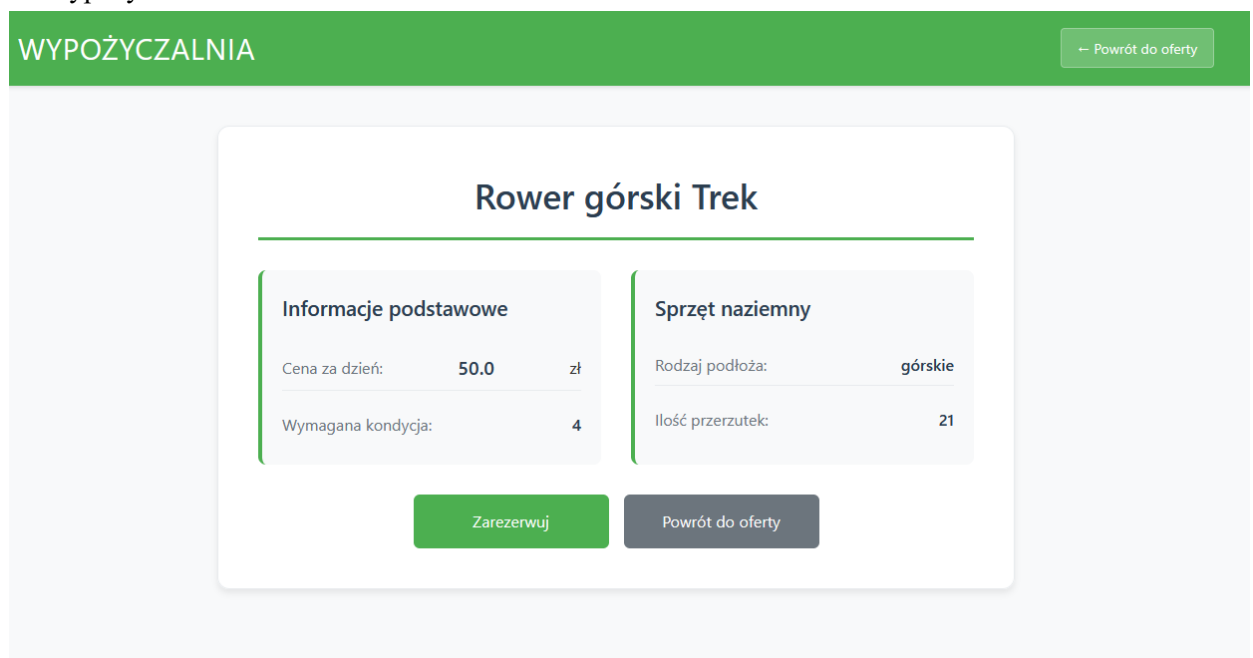 WYPOŻYCZALNIA
← Powrót do oferty
Rower górski Trek
Informacje podstawowe
Cena za dzień: 50.0 zł
Wymagana kondycja: 4
Sprzęt naziemny
Rodzaj podłoża: górskie
Ilość przerzutek: 21
Zarezerwuj
Powrót do oferty